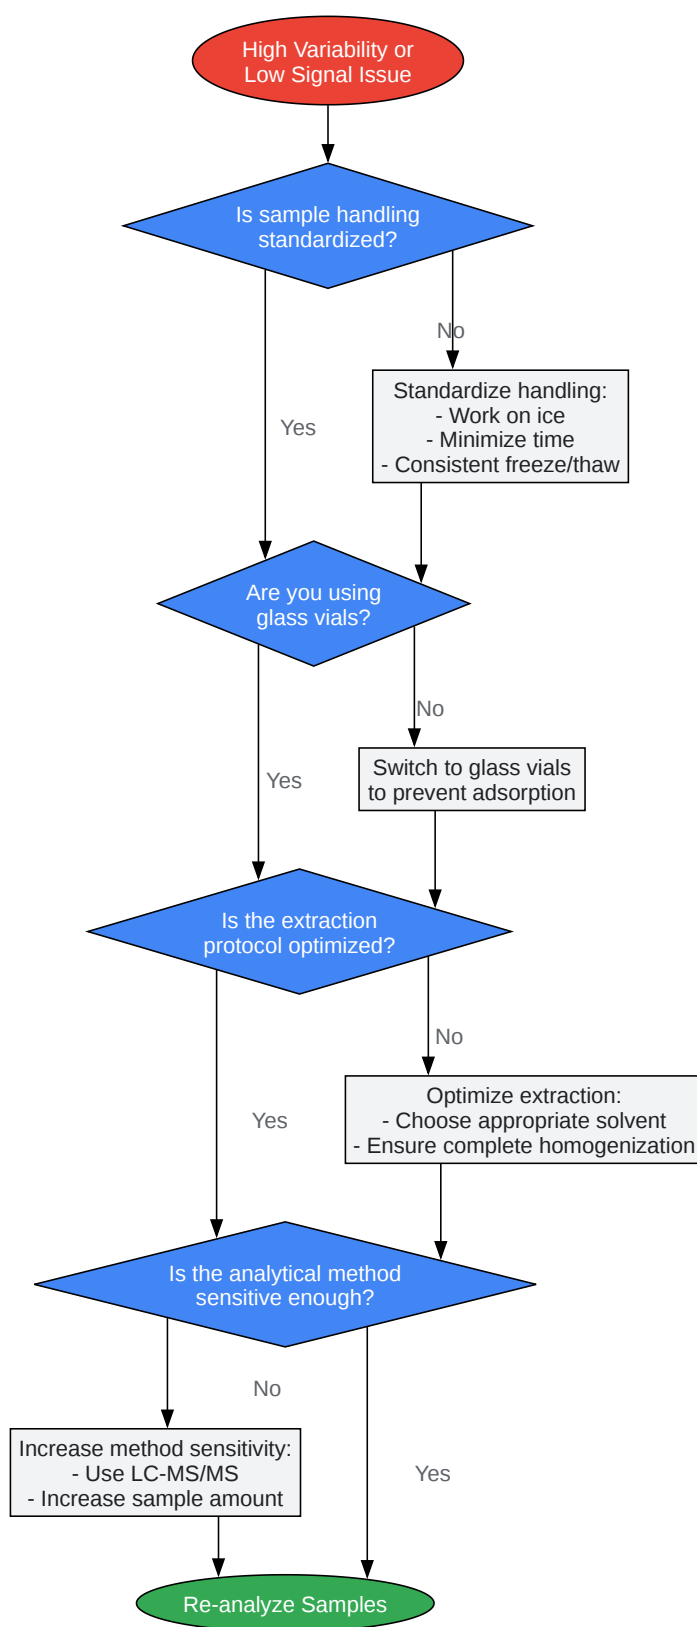 High Variability or
Low Signal Issue
Is sample handling
standardized?
No
Standardize handling:
- Work on ice
- Minimize time
- Consistent freeze/thaw
Yes
Are you using
glass vials?
No
Switch to glass vials
to prevent adsorption
Yes
Is the extraction
protocol optimized?
No
Optimize extraction:
- Choose appropriate solvent
- Ensure complete homogenization
Yes
Is the analytical method
sensitive enough?
No
Increase method sensitivity:
- Use LC-MS/MS
- Increase sample amount
Yes
Re-analyze Samples